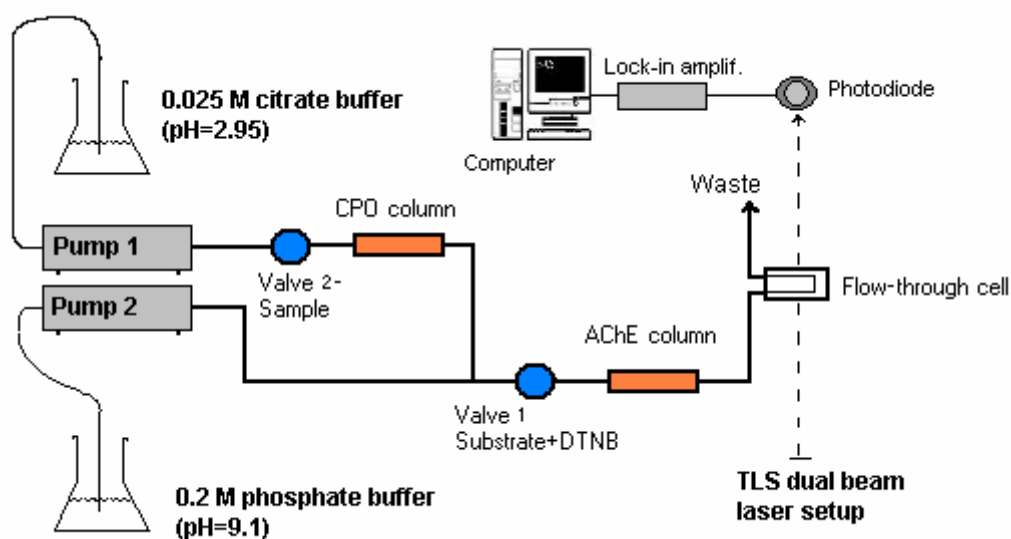 0.025 M citrate buffer
(pH=2.95)
Lock-in amplif.
Photodiode
Computer
Waste
CPO column
Pump 1
Valve 2-
Sample
Flow-through cell
Pump 2
AChE column
Valve 1
Substrate+DTNB
0.2 M phosphate buffer
(pH=9.1)
TLS dual beam
laser setup